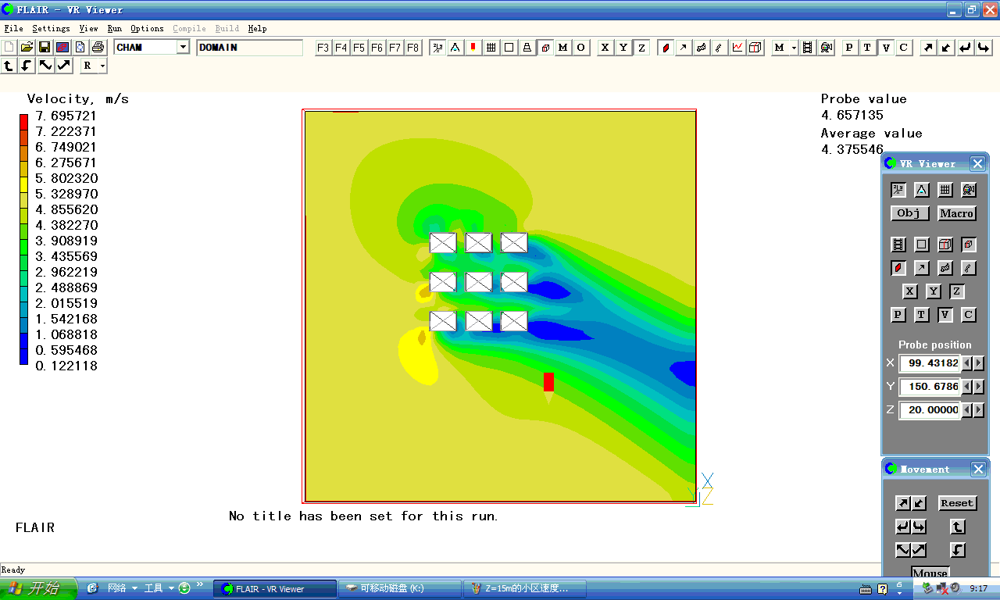 FLAIR - VR Viewer
File Settings View Run Options Compile Build Help
CHAM DOMAIN F3 F4 F5 F6 F7 F8 M O X Y Z M P T V C
R
Velocity, m/s
7.695721
7.222371
6.749021
6.275671
5.802320
5.328970
4.855620
4.382270
3.908919
3.435569
2.962219
2.488869
2.015519
1.542168
1.068818
0.595468
0.122118
Probe value
4.657135
Average value
4.375546
VR Viewer
Obj Macro
X Y Z
P T V C
Probe position
X 99.43182
Y 150.6786
Z 20.00000
Movement
Reset
Mouse
X
Y Z
No title has been set for this run.
FLAIR
Ready
开始 网络 工具 » FLAIR - VR Viewer 可移动磁盘 (K:) Z=15m的小区速度... 9:17